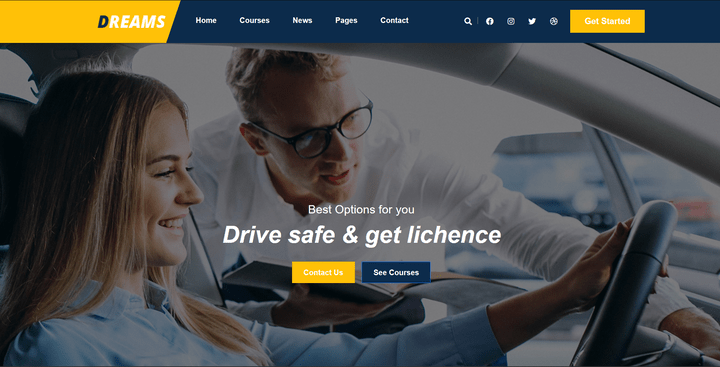 DREAMS
Home Courses News Pages Contact
Get Started
Best Options for you
Drive safe & get lichence
Contact Us See Courses